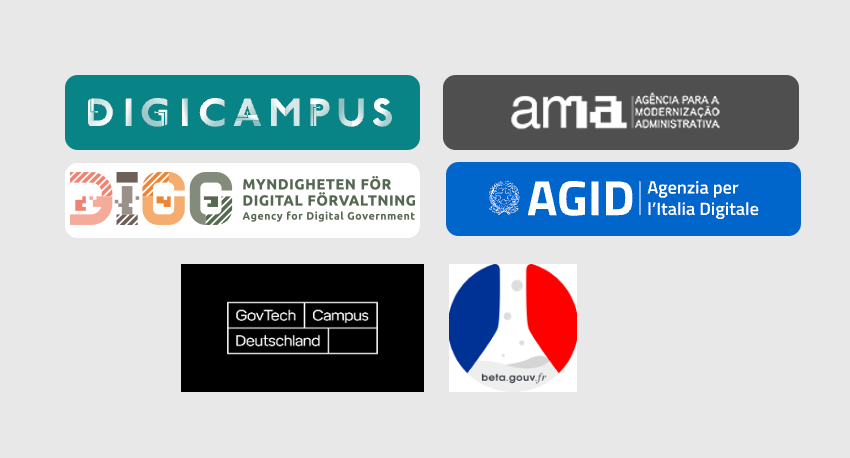 DIGICAMPUS
ama
AGÊNCIA PARA A
MODERNIZAÇÃO
ADMINISTRATIVA
DIGG
MYNDIGHETEN FÖR
DIGITAL FÖRVALTNING
Agency for Digital Government
AGID
Agenzia per
l'Italia Digitale
GovTech Campus
Deutschland
beta.gouv.fr